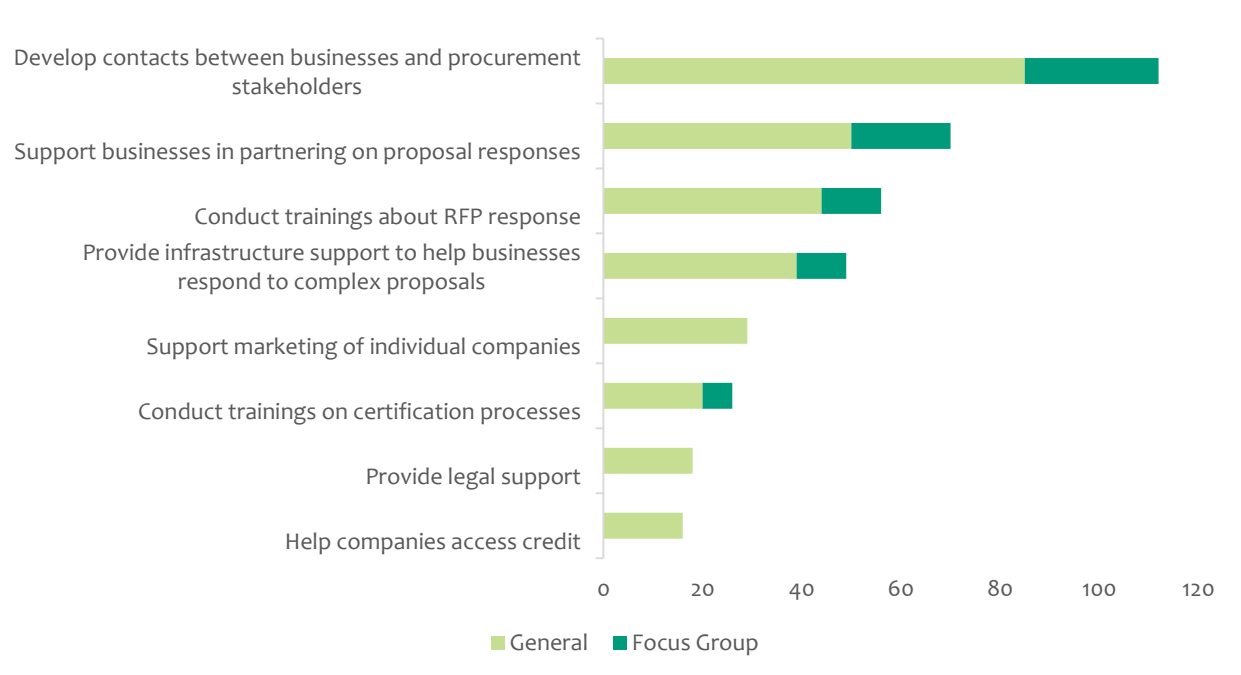 Develop contacts between businesses and procurement
stakeholders
Support businesses in partnering on proposal responses
Conduct trainings about RFP response
Provide infrastructure support to help businesses
respond to complex proposals
Support marketing of individual companies
Conduct trainings on certification processes
Provide legal support
Help companies access credit
0 20 40 60 80 100 120
General Focus Group